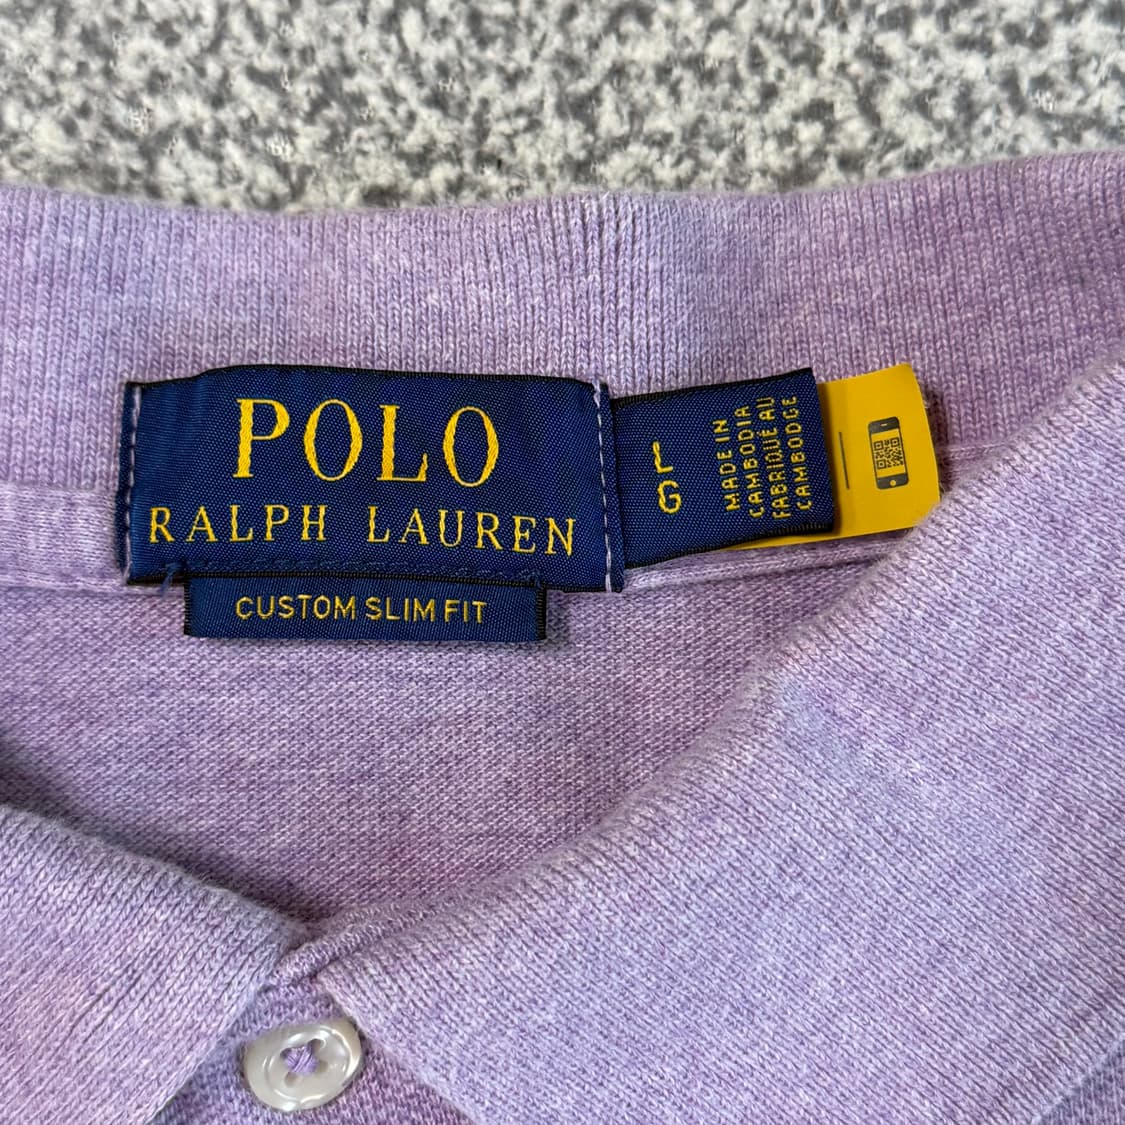 POLO
RALPH LAUREN
CUSTOM SLIM FIT
L
G
MADE IN
CAMBODIA
FABRIQUÉ AU
CAMBODGE